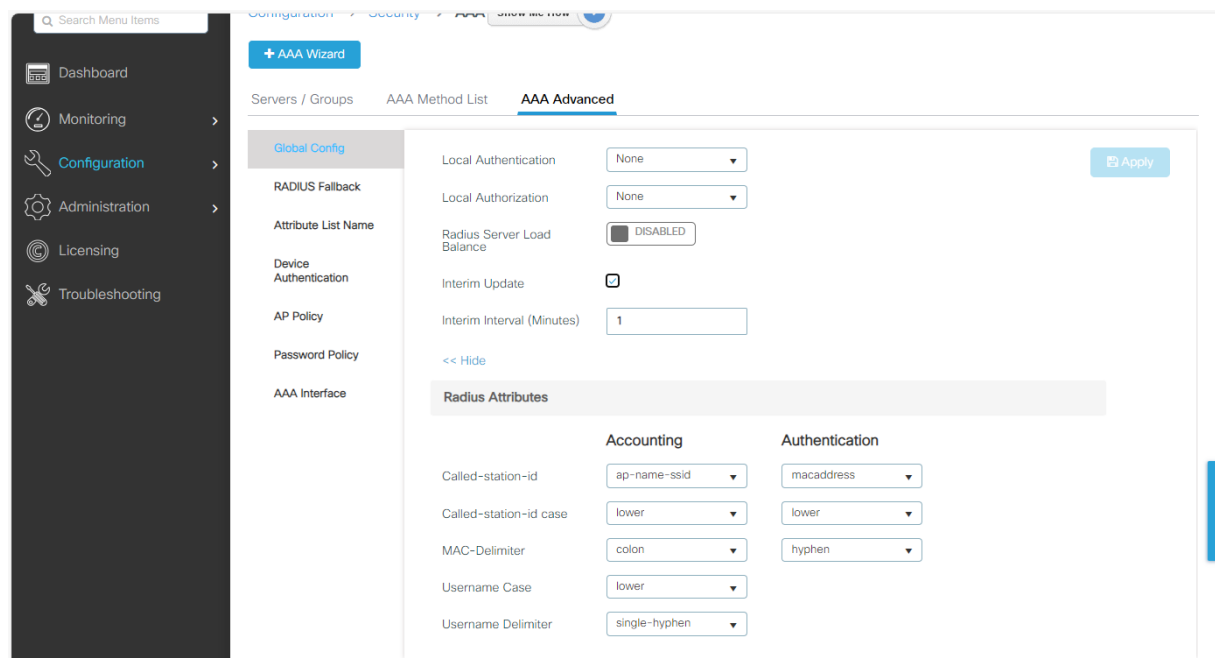 Search Menu Items
Configuration > Security > AAA Show Me How
+ AAA Wizard
Dashboard
Monitoring
Configuration
Administration
Licensing
Troubleshooting
Servers / Groups AAA Method List AAA Advanced
Global Config
RADIUS Fallback
Attribute List Name
Device
Authentication
AP Policy
Password Policy
AAA Interface
Local Authentication None
Apply
Local Authorization None
Radius Server Load
Balance
DISABLED
Interim Update
Interim Interval (Minutes) 1
<< Hide
Radius Attributes
Accounting Authentication
Called-station-id ap-name-ssid macaddress
Called-station-id case lower lower
MAC-Delimiter colon hyphen
Username Case lower
Username Delimiter single-hyphen